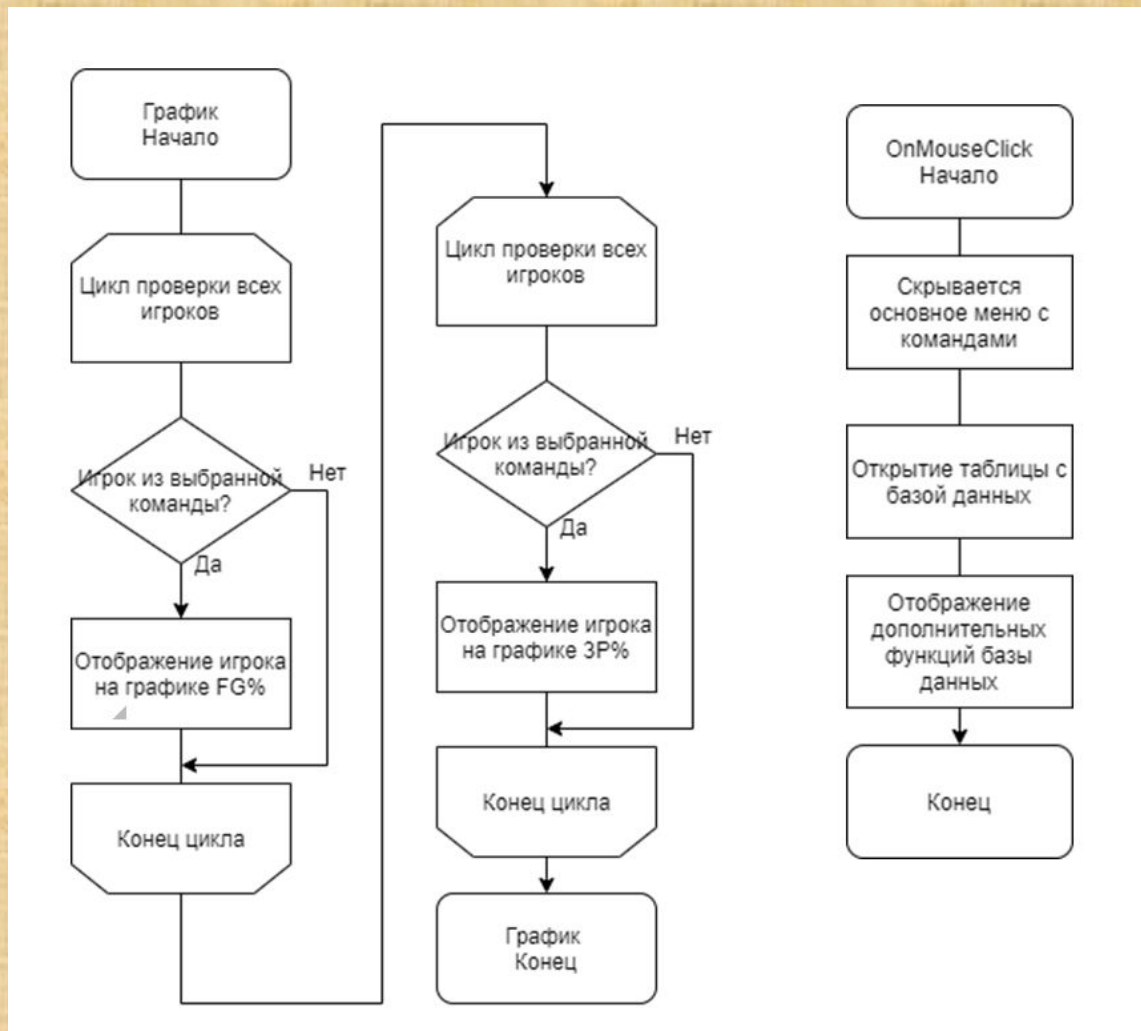 График
Начало
Цикл проверки всех
игроков
Игрок из выбранной
команды?
Нет
Да
Отображение игрока
на графике FG%
Конец цикла
Цикл проверки всех
игроков
Игрок из выбранной
команды?
Нет
Да
Отображение игрока
на графике 3P%
Конец цикла
График
Конец
OnMouseClick
Начало
Скрывается
основное меню с
командами
Открытие таблицы с
базой данных
Отображение
дополнительных
функций базы
данных
Конец